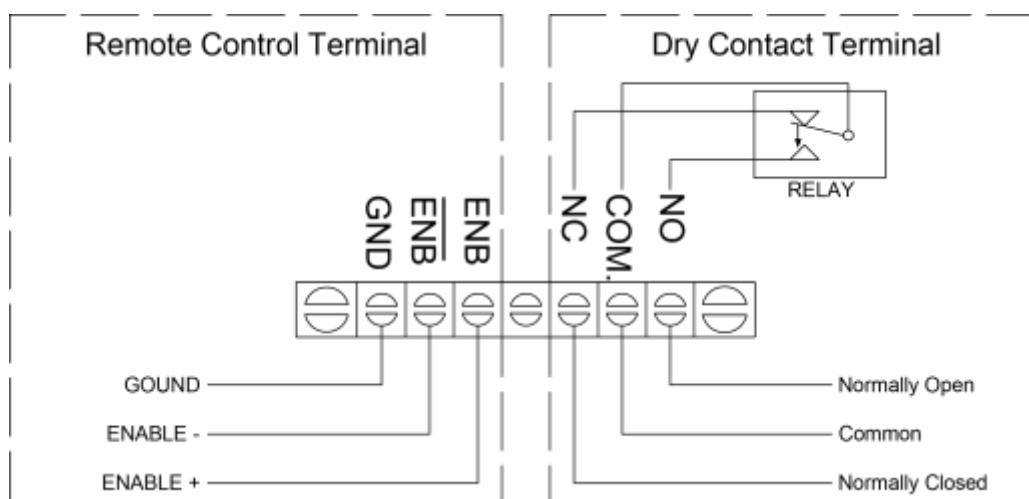 Remote Control Terminal
Dry Contact Terminal
RELAY
GND
ENB
ENB
NC
COM.
NO
GOUND
ENABLE -
ENABLE +
Normally Open
Common
Normally Closed